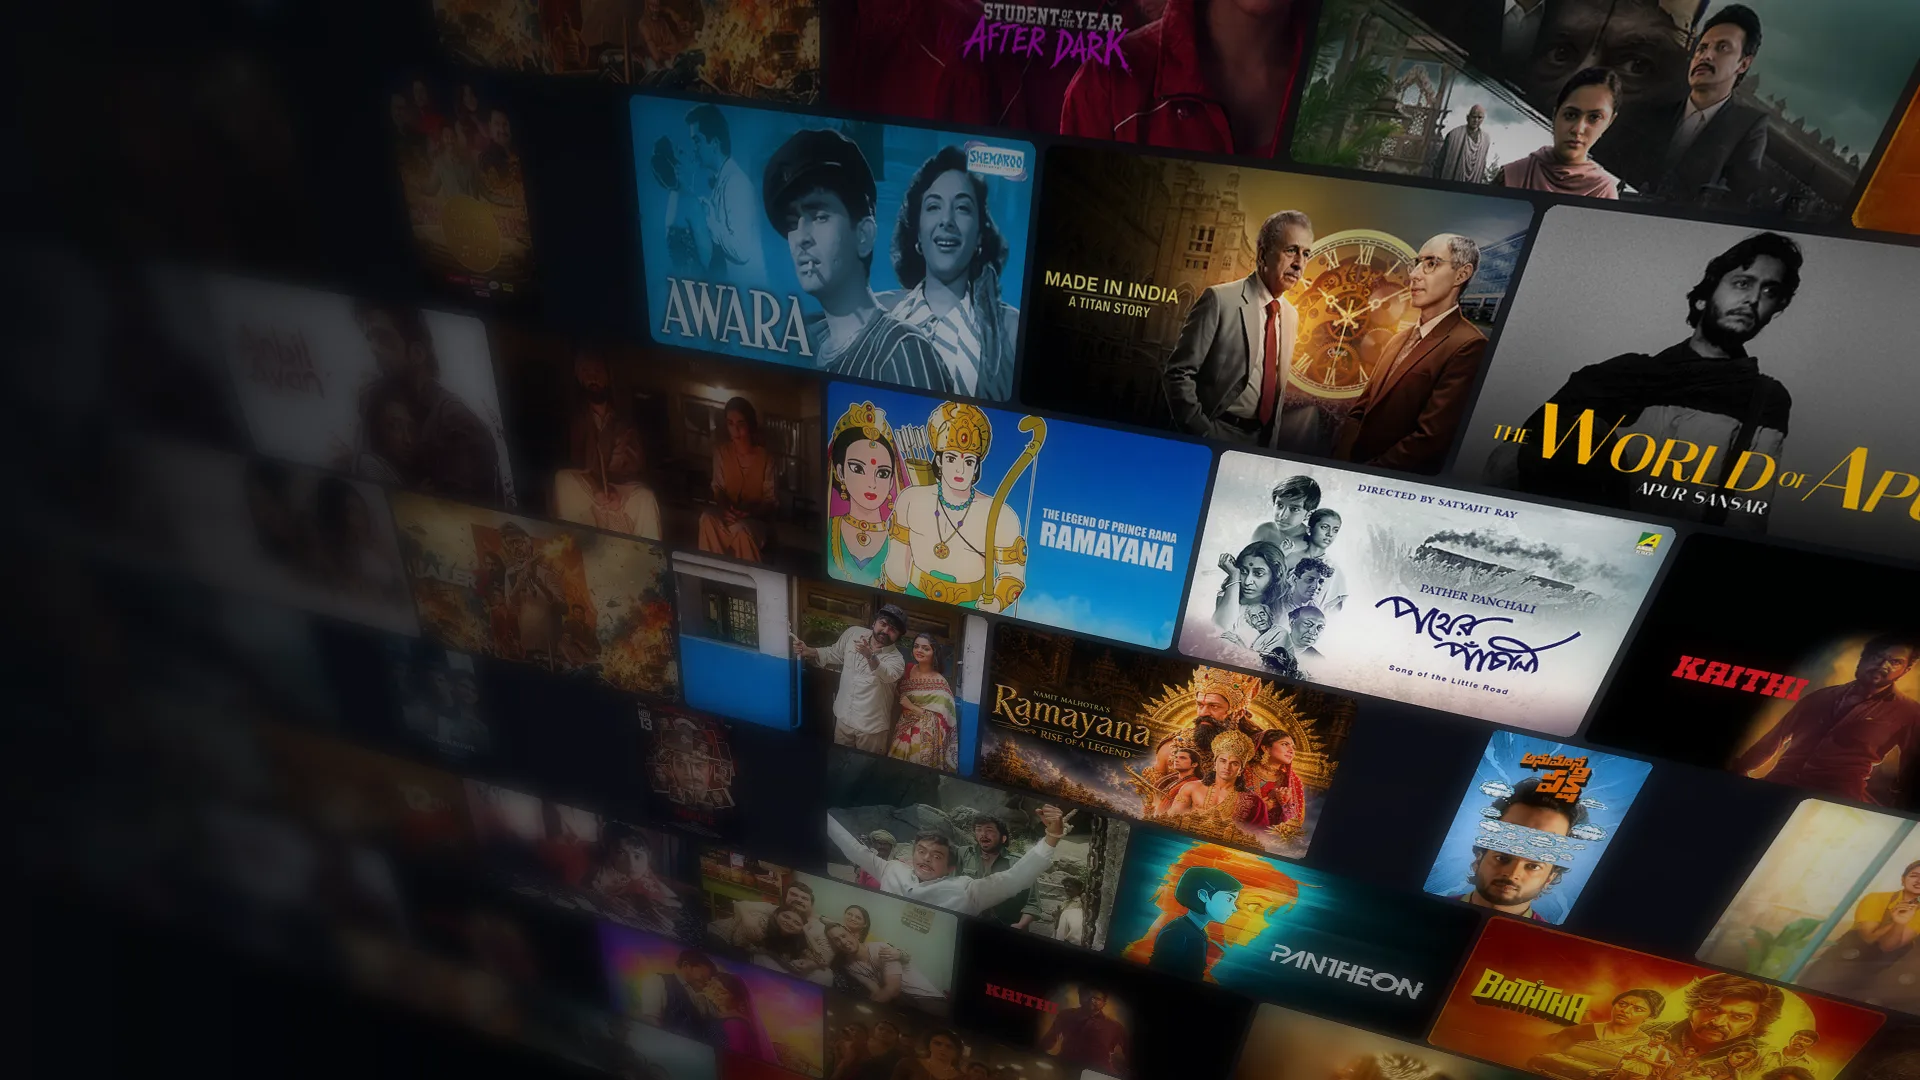 STUDENT OF THE YEAR
AFTER DARK
SHEMAROO
AWARA
MADE IN INDIA
A TITAN STORY
THE WORLD OF
APUR SANSAR
THE LEGEND OF PRINCE RAMA
RAMAYANA
DIRECTED BY SATYAJIT RAY
PATHER PANCHALI
পথের
পাঁচালী
Song of the Little Road
KAITHI
NAMIT MALHOTRA'S
RAMAYANA
RISE OF A LEGEND
ಅನುಮಾನ
ಪಕ್ಷಿ
PANTHEON
BATHTHA
KAITHI